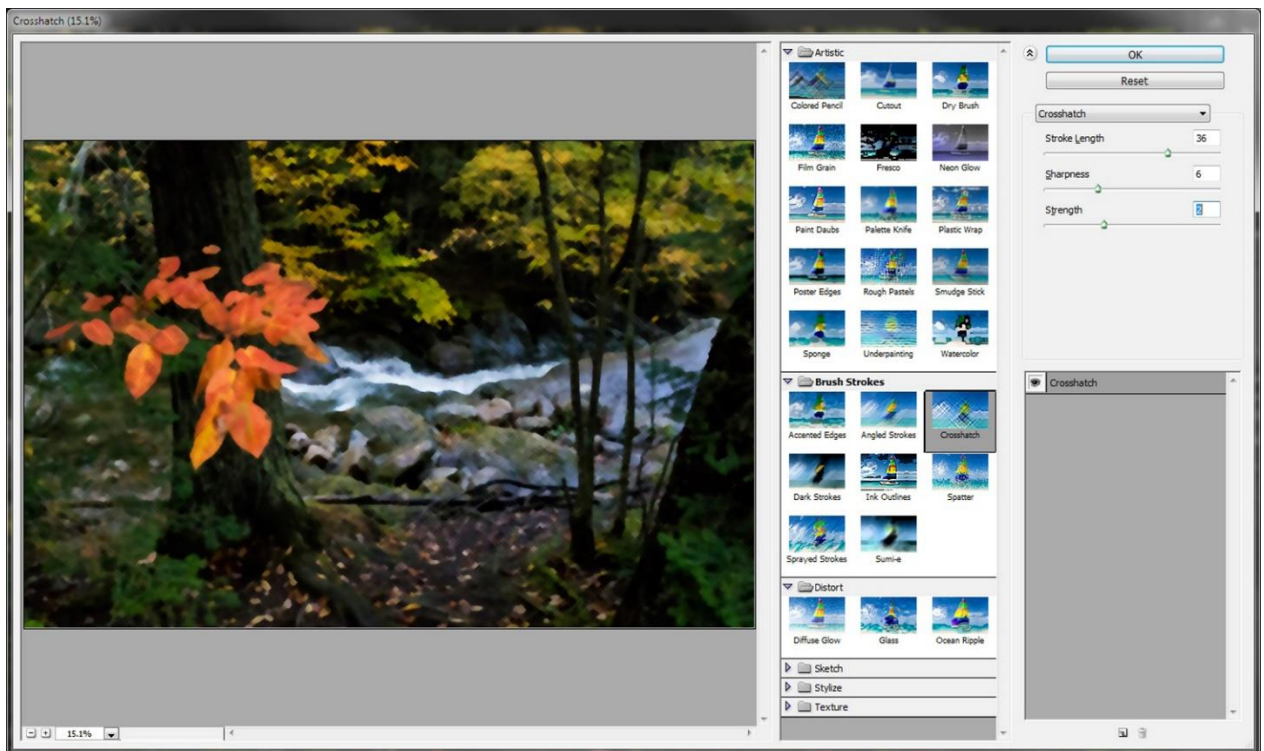 Crosshatch (15.1%)
Artistic
Colored Pencil
Cutout
Dry Brush
Film Grain
Fresco
Neon Glow
Paint Daubs
Palette Knife
Plastic Wrap
Poster Edges
Rough Pastels
Smudge Stick
Sponge
Underpainting
Watercolor
Brush Strokes
Accented Edges
Angled Strokes
Crosshatch
Dark Strokes
Ink Outlines
Spatter
Sprayed Strokes
Sumi-e
Distort
Diffuse Glow
Glass
Ocean Ripple
Sketch
Stylize
Texture
OK
Reset
Crosshatch
Stroke Length 36
Sharpness 6
Strength 2
Crosshatch
15.1%